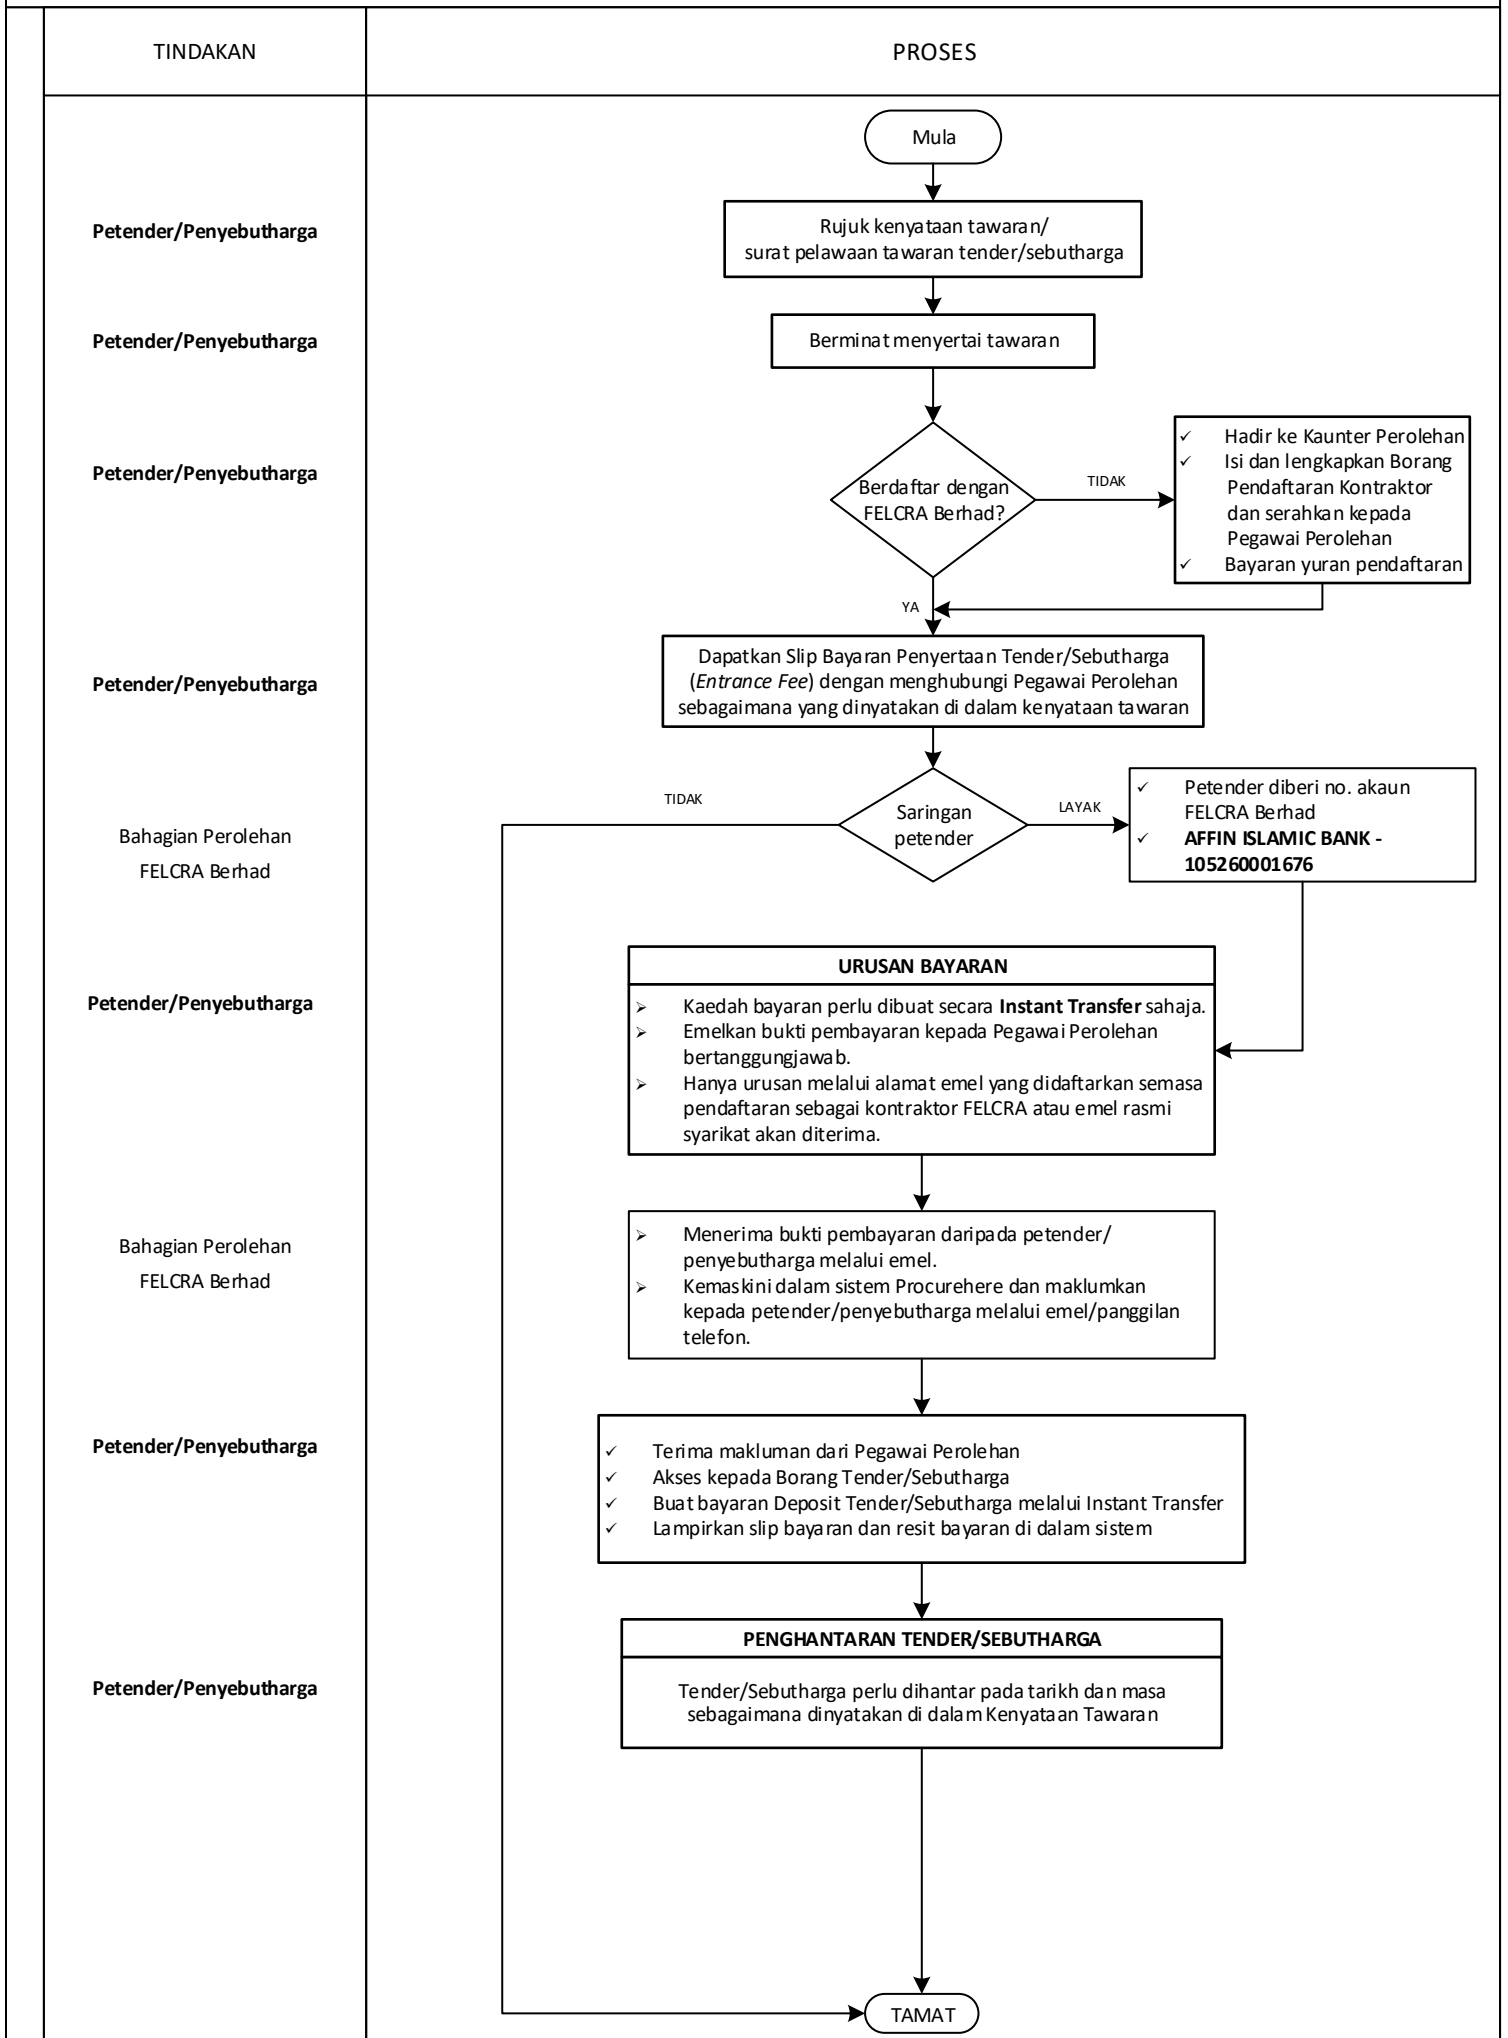 TINDAKAN
PROSES
Mula
Petender/Penyebutharga
Rujuk kenyataan tawaran/
surat pelawaan tawaran tender/sebutharga
Petender/Penyebutharga
Berminat menyertai tawaran
Petender/Penyebutharga
Berdaftar dengan
FELCRA Berhad?
TIDAK
✓ Hadir ke Kaunter Perolehan
✓ Isi dan lengkapkan Borang
Pendaftaran Kontraktor
dan serahkan kepada
Pegawai Perolehan
✓ Bayaran yuran pendaftaran
YA
Petender/Penyebutharga
Dapatkan Slip Bayaran Penyertaan Tender/Sebutharga
(Entrance Fee) dengan menghubungi Pegawai Perolehan
sebagaimana yang dinyatakan di dalam kenyataan tawaran
Bahagian Perolehan
FELCRA Berhad
TIDAK
Saringan
petender
LAYAK
✓ Petender diberi no. akaun
FELCRA Berhad
✓ AFFIN ISLAMIC BANK -
105260001676
Petender/Penyebutharga
URUSAN BAYARAN
➢ Kaedah bayaran perlu dibuat secara Instant Transfer sahaja.
➢ Emelkan bukti pembayaran kepada Pegawai Perolehan
bertanggungjawab.
➢ Hanya urusan melalui alamat emel yang didaftarkan semasa
pendaftaran sebagai kontraktor FELCRA atau emel rasmi
syarikat akan diterima.
Bahagian Perolehan
FELCRA Berhad
➢ Menerima bukti pembayaran daripada petender/
penyebutharga melalui emel.
➢ Kemaskini dalam sistem Procurehere dan maklumkan
kepada petender/penyebutharga melalui emel/panggilan
telefon.
Petender/Penyebutharga
✓ Terima makluman dari Pegawai Perolehan
✓ Akses kepada Borang Tender/Sebutharga
✓ Buat bayaran Deposit Tender/Sebutharga melalui Instant Transfer
✓ Lampirkan slip bayaran dan resit bayaran di dalam sistem
Petender/Penyebutharga
PENGHANTARAN TENDER/SEBUTHARGA
Tender/Sebutharga perlu dihantar pada tarikh dan masa
sebagaimana dinyatakan di dalam Kenyataan Tawaran
TAMAT